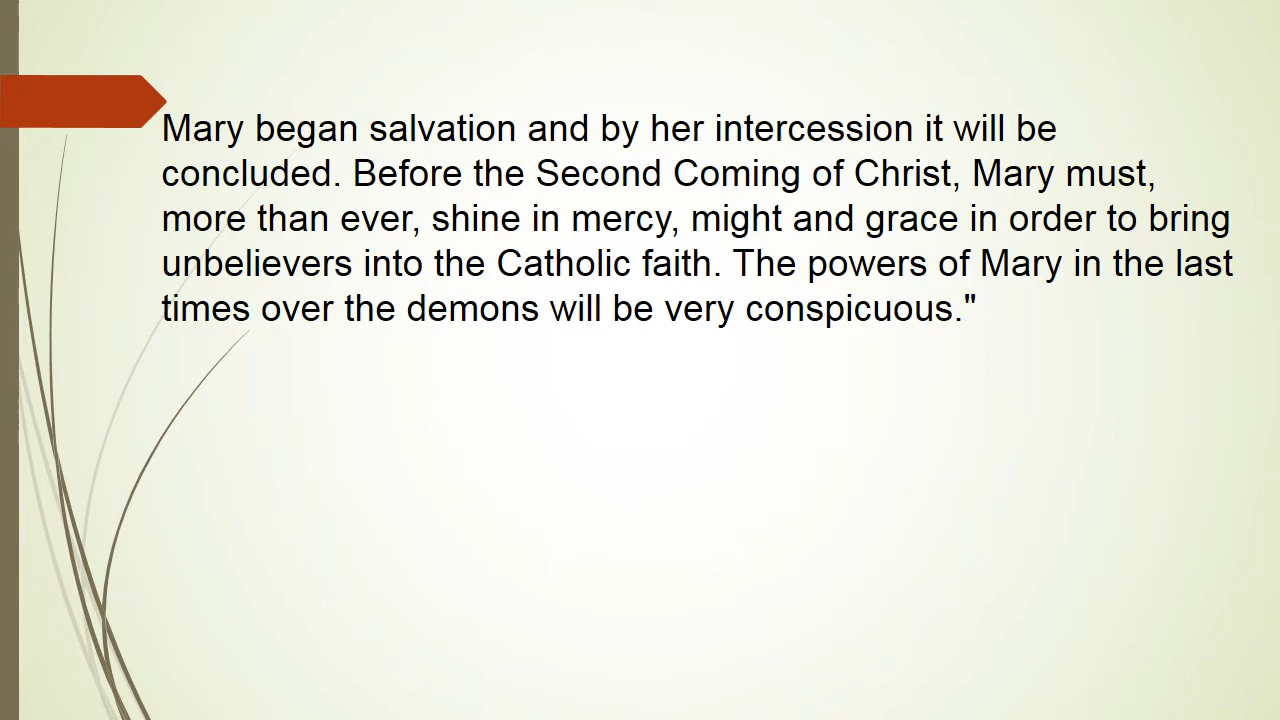 Mary began salvation and by her intercession it will be
concluded. Before the Second Coming of Christ, Mary must,
more than ever, shine in mercy, might and grace in order to bring
unbelievers into the Catholic faith. The powers of Mary in the last
times over the demons will be very conspicuous."